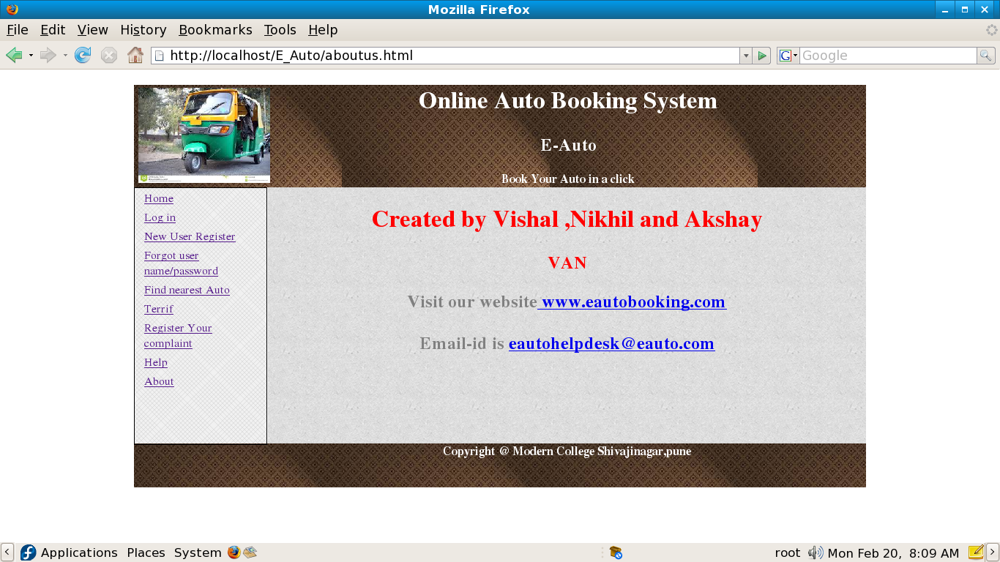 Mozilla Firefox
File Edit View History Bookmarks Tools Help
http://localhost/E_Auto/aboutus.html
G Google
Online Auto Booking System
E-Auto
Book Your Auto in a click
Home
Log in
New User Register
Forgot user
name/password
Find nearest Auto
Terrif
Register Your
complaint
Help
About
Created by Vishal ,Nikhil and Akshay
VAN
Visit our website www.eautobooking.com
Email-id is eautohelpdesk@eauto.com
Copyright @ Modern College Shivajinagar,pune
Applications Places System
root Mon Feb 20, 8:09 AM